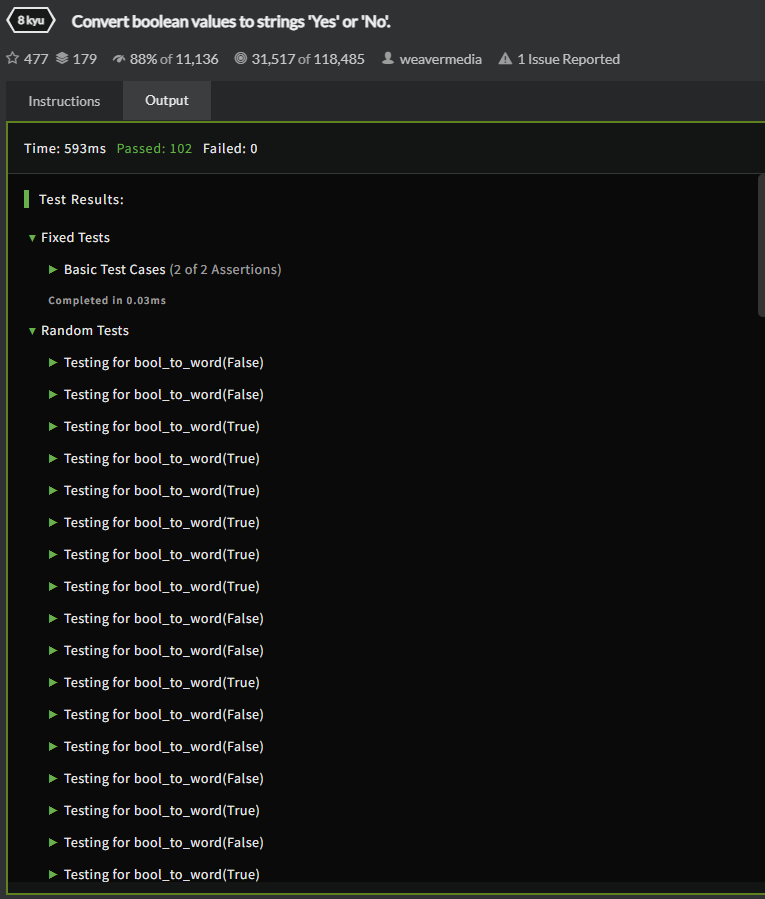 8 kyu Convert boolean values to strings 'Yes' or 'No'.
477 179 88% of 11,136 31,517 of 118,485 weavermedia 1 Issue Reported
Instructions Output
Time: 593ms Passed: 102 Failed: 0
Test Results:
Fixed Tests
Basic Test Cases (2 of 2 Assertions)
Completed in 0.03ms
Random Tests
Testing for bool_to_word(False)
Testing for bool_to_word(False)
Testing for bool_to_word(True)
Testing for bool_to_word(True)
Testing for bool_to_word(True)
Testing for bool_to_word(True)
Testing for bool_to_word(True)
Testing for bool_to_word(True)
Testing for bool_to_word(False)
Testing for bool_to_word(False)
Testing for bool_to_word(True)
Testing for bool_to_word(False)
Testing for bool_to_word(False)
Testing for bool_to_word(False)
Testing for bool_to_word(True)
Testing for bool_to_word(False)
Testing for bool_to_word(True)